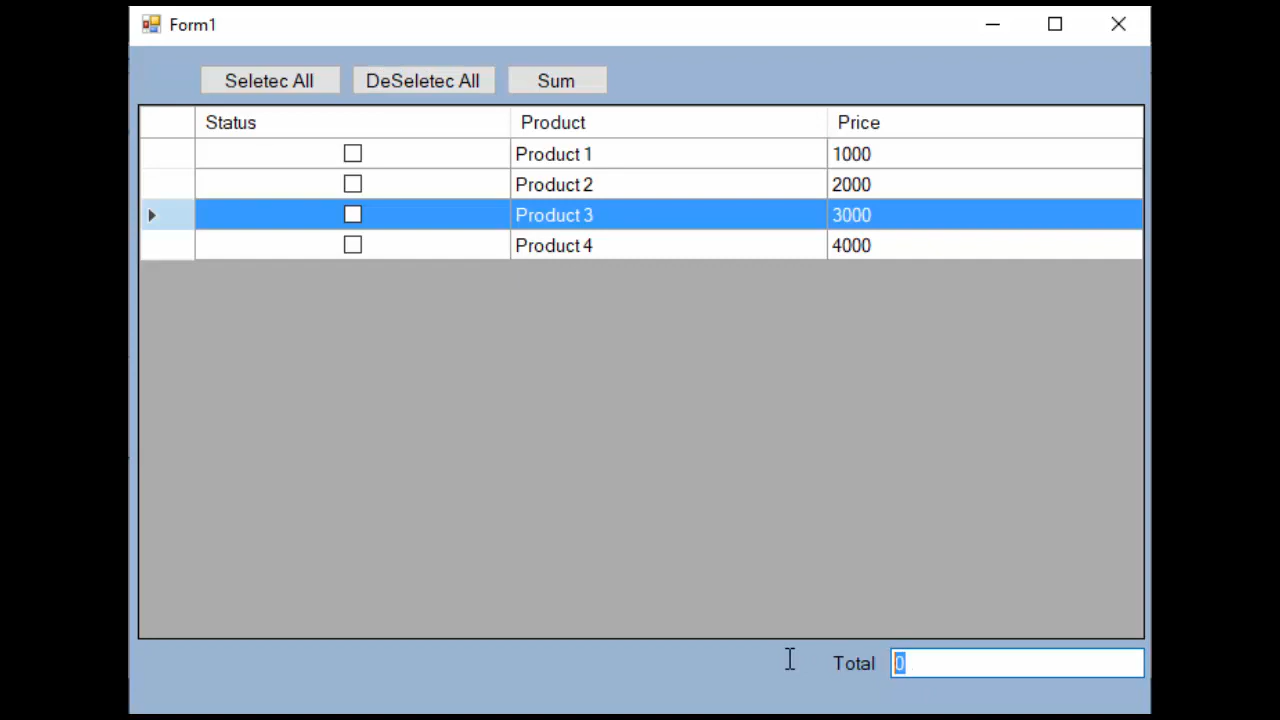 Form1
Seletec All DeSeletec All Sum
Status Product Price
Product 1 1000
Product 2 2000
Product 3 3000
Product 4 4000
Total 0